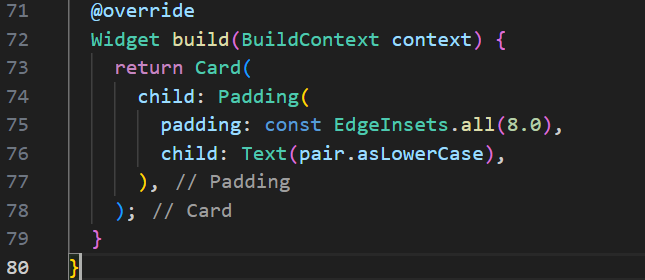 71 @override
72 Widget build(BuildContext context) {
73 return Card(
74 child: Padding(
75 padding: const EdgeInsets.all(8.0),
76 child: Text(pair.asLowerCase),
77 ), // Padding
78 ); // Card
79 }
80 }